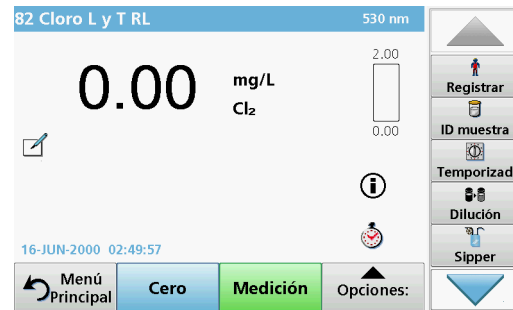 82 Cloro L y T RL
530 nm
0.00
mg/L
Cl₂
2.00
0.00
16-JUN-2000 02:49:57
Menú
Principal
Cero
Medición
Opciones:
Registrar
ID muestra
Temporizad
Dilución
Sipper